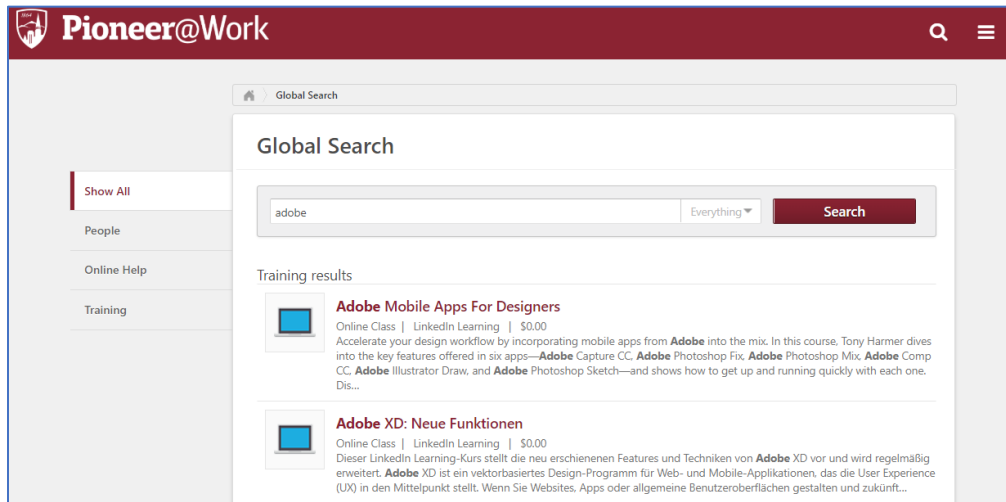 1864
Pioneer@Work
Global Search
Global Search
Show All
People
Online Help
Training
adobe
Everything
Search
Training results
Adobe Mobile Apps For Designers
Online Class | LinkedIn Learning | $0.00
Accelerate your design workflow by incorporating mobile apps from Adobe into the mix. In this course, Tony Harmer dives
into the key features offered in six apps—Adobe Capture CC, Adobe Photoshop Fix, Adobe Photoshop Mix, Adobe Comp
CC, Adobe Illustrator Draw, and Adobe Photoshop Sketch—and shows how to get up and running quickly with each one.
Dis...
Adobe XD: Neue Funktionen
Online Class | LinkedIn Learning | $0.00
Dieser LinkedIn Learning-Kurs stellt die neu erschienenen Features und Techniken von Adobe XD vor und wird regelmäßig
erweitert. Adobe XD ist ein vektorbasiertes Design-Programm für Web- und Mobile-Applikationen, das die User Experience
(UX) in den Mittelpunkt stellt. Wenn Sie Websites, Apps oder allgemeine Benutzeroberflächen gestalten und zukünft...